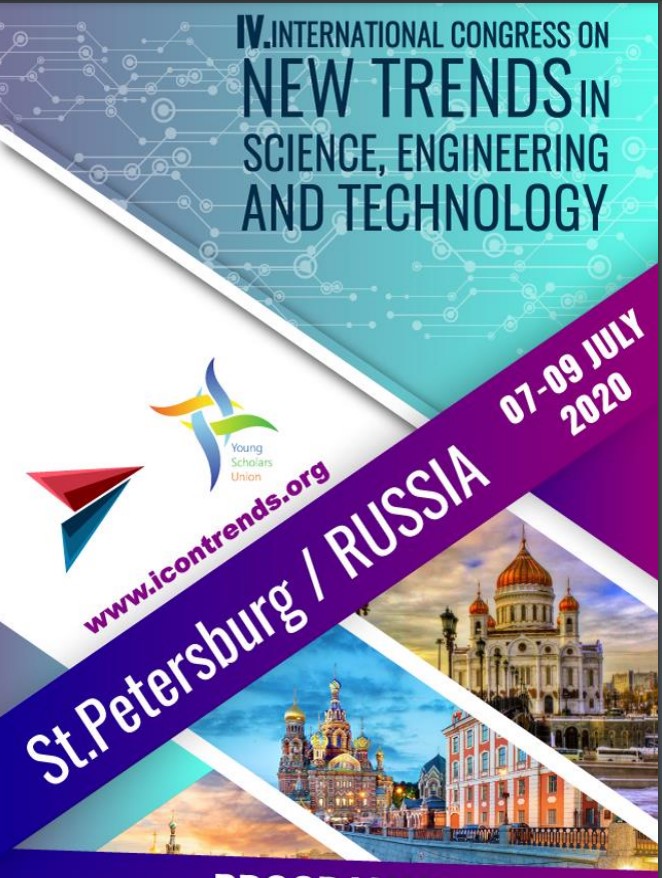 IV.INTERNATIONAL CONGRESS ON
NEW TRENDS IN
SCIENCE, ENGINEERING
AND TECHNOLOGY
07-09 JULY
2020
Young
Scholars
Union
www.icontrends.org
St.Petersburg / RUSSIA